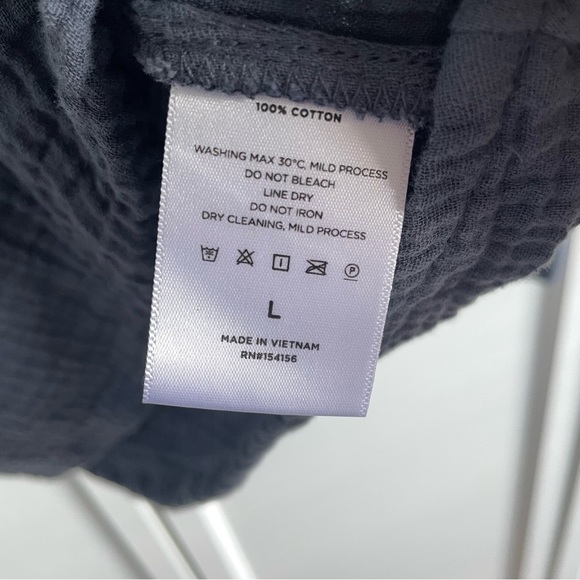 100% COTTON
WASHING MAX 30°C, MILD PROCESS
DO NOT BLEACH
LINE DRY
DO NOT IRON
DRY CLEANING, MILD PROCESS
P
L
MADE IN VIETNAM
RN#154156